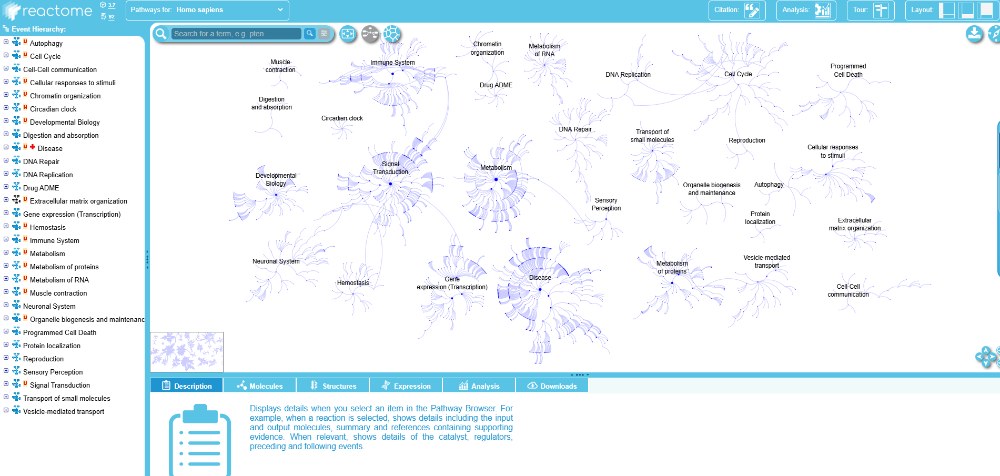 reactome
3.7
92
Pathways for: Homo sapiens
Citation:
Analysis:
Tour:
Layout:
Event Hierarchy:
U Autophagy
U Cell Cycle
Cell-Cell communication
U Cellular responses to stimuli
U Chromatin organization
N Circadian clock
U Developmental Biology
Digestion and absorption
U Disease
DNA Repair
DNA Replication
Drug ADME
U Extracellular matrix organization
Gene expression (Transcription)
U Hemostasis
U Immune System
U Metabolism
U Metabolism of proteins
U Metabolism of RNA
U Muscle contraction
Neuronal System
U Organelle biogenesis and maintenanc
Programmed Cell Death
Protein localization
Reproduction
Sensory Perception
U Signal Transduction
Transport of small molecules
Vesicle-mediated transport
Search for a term, e.g. pten ...
N
W
S
Muscle
contraction
Immune System
Chromatin
organization
Metabolism
of RNA
DNA Replication
Cell Cycle
Programmed
Cell Death
Drug ADME
Digestion
and absorption
Circadian clock
DNA Repair
Transport of
small molecules
Reproduction
Cellular responses
to stimuli
Developmental
Biology
Signal
Transduction
Metabolism
Organelle biogenesis
and maintenance
Autophagy
Sensory
Perception
Protein
localization
Extracellular
matrix organization
Neuronal System
Hemostasis
Gene
expression (Transcription)
Disease
Metabolism
of proteins
Vesicle-mediated
transport
Cell-Cell
communication
Description
Molecules
Structures
Expression
Analysis
Downloads
Displays details when you select an item in the Pathway Browser. For
example, when a reaction is selected, shows details including the input
and output molecules, summary and references containing supporting
evidence. When relevant, shows details of the catalyst, regulators,
preceding and following events.